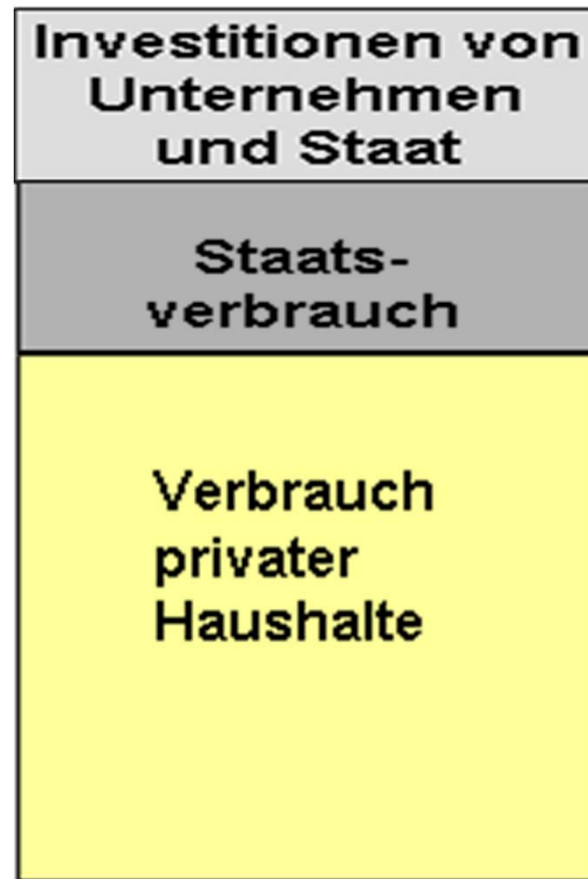 Investitionen von
Unternehmen
und Staat
Staats-
verbrauch
Verbrauch
privater
Haushalte